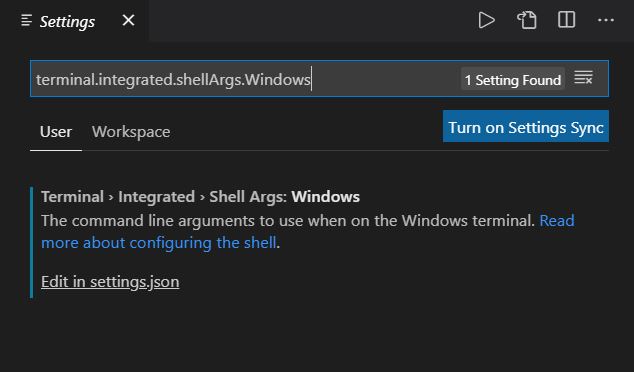 Settings
terminal.integrated.shellArgs.Windows 1 Setting Found
User Workspace Turn on Settings Sync
Terminal › Integrated › Shell Args: Windows
The command line arguments to use when on the Windows terminal. Read
more about configuring the shell.
Edit in settings.json